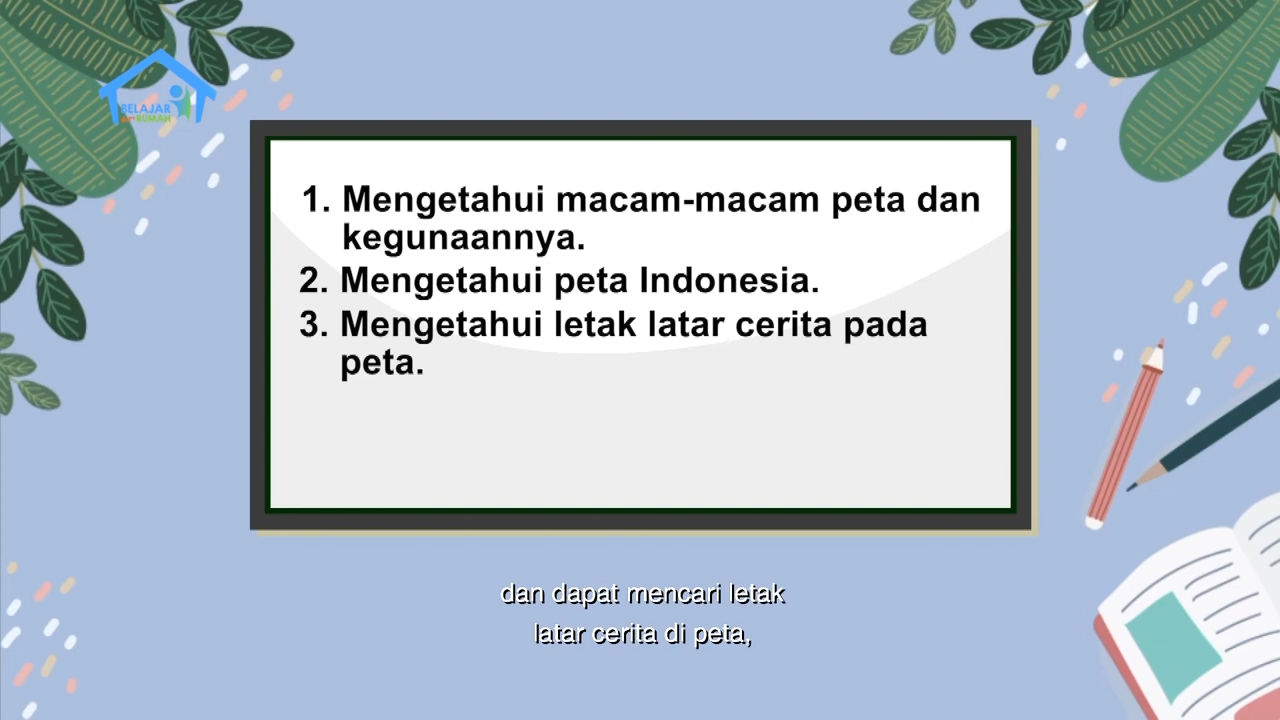 BELAJAR
dari RUMAH
1. Mengetahui macam-macam peta dan
kegunaannya.
2. Mengetahui peta Indonesia.
3. Mengetahui letak latar cerita pada
peta.
dan dapat mencari letak
latar cerita di peta,